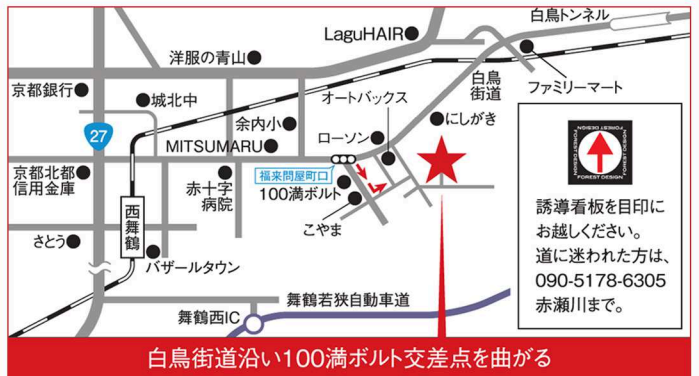 白鳥トンネル
LaguHAIR
洋服の青山
白鳥
街道
ファミリーマート
京都銀行
城北中
オートバックス
27
余内小
にしがき
ローソン
MITSUMARU
福来問屋町口
京都北都
信用金庫
赤十字
病院
100満ボルト
こやま
西舞鶴
さとう
バザールタウン
舞鶴若狭自動車道
舞鶴西IC
FOREST DESIGN
FOREST DESIGN
FOREST DESIGN
FOREST DESIGN
誘導看板を目印に
お越しください。
道に迷われた方は、
090-5178-6305
赤瀬川まで。
白鳥街道沿い100満ボルト交差点を曲がる